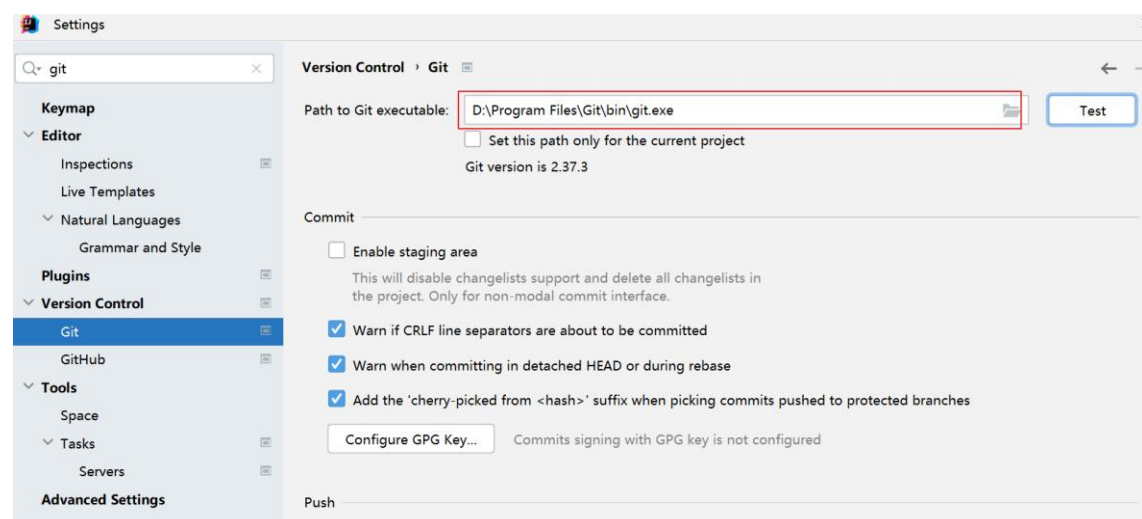 Settings
git
Keymap
Editor
Inspections
Live Templates
Natural Languages
Grammar and Style
Plugins
Version Control
Git
GitHub
Tools
Space
Tasks
Servers
Advanced Settings
Version Control › Git
Path to Git executable: D:\Program Files\Git\bin\git.exe Test
Set this path only for the current project
Git version is 2.37.3
Commit
Enable staging area
This will disable changelists support and delete all changelists in
the project. Only for non-modal commit interface.
Warn if CRLF line separators are about to be committed
Warn when committing in detached HEAD or during rebase
Add the 'cherry-picked from <hash>' suffix when picking commits pushed to protected branches
Configure GPG Key... Commits signing with GPG key is not configured
Push